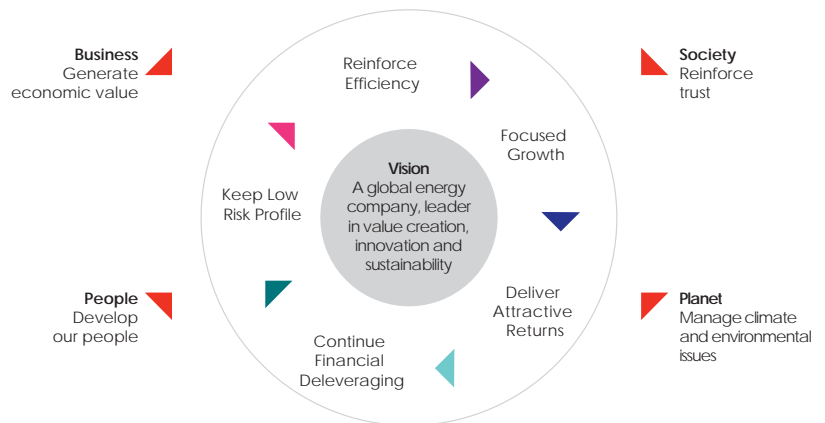 Business
Generate
economic value
Society
Reinforce
trust
Reinforce
Efficiency
Focused
Growth
Deliver
Attractive
Returns
Continue
Financial
Deleveraging
Keep Low
Risk Profile
Vision
A global energy
company, leader
in value creation,
innovation and
sustainability
People
Develop
our people
Planet
Manage climate
and environmental
issues